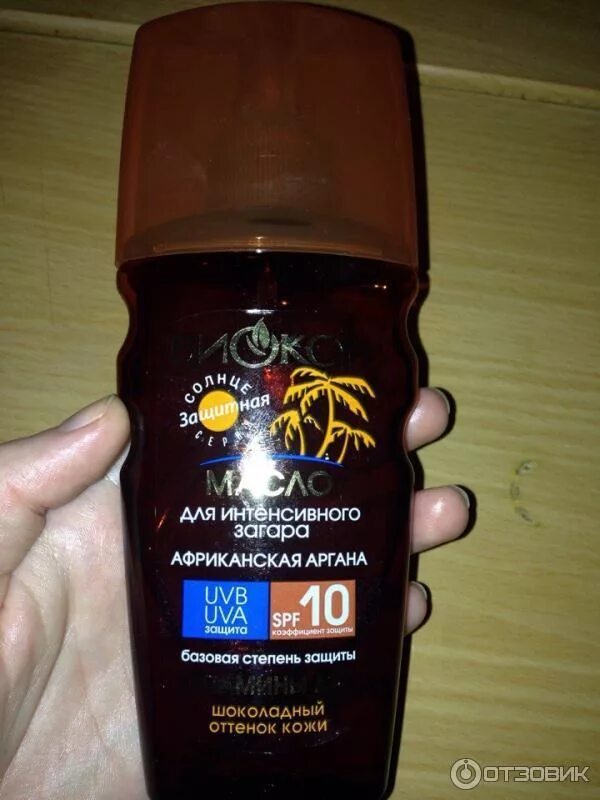 СОЛНЦЕ
Защитная
СЕРИЯ
МАСЛО
для интенсивного
загара
африканская аргана
UVB
UVA
защита
SPF 10
коэффициент защиты
базовая степень защиты
шоколадный
оттенок кожи
ОТЗОВИК